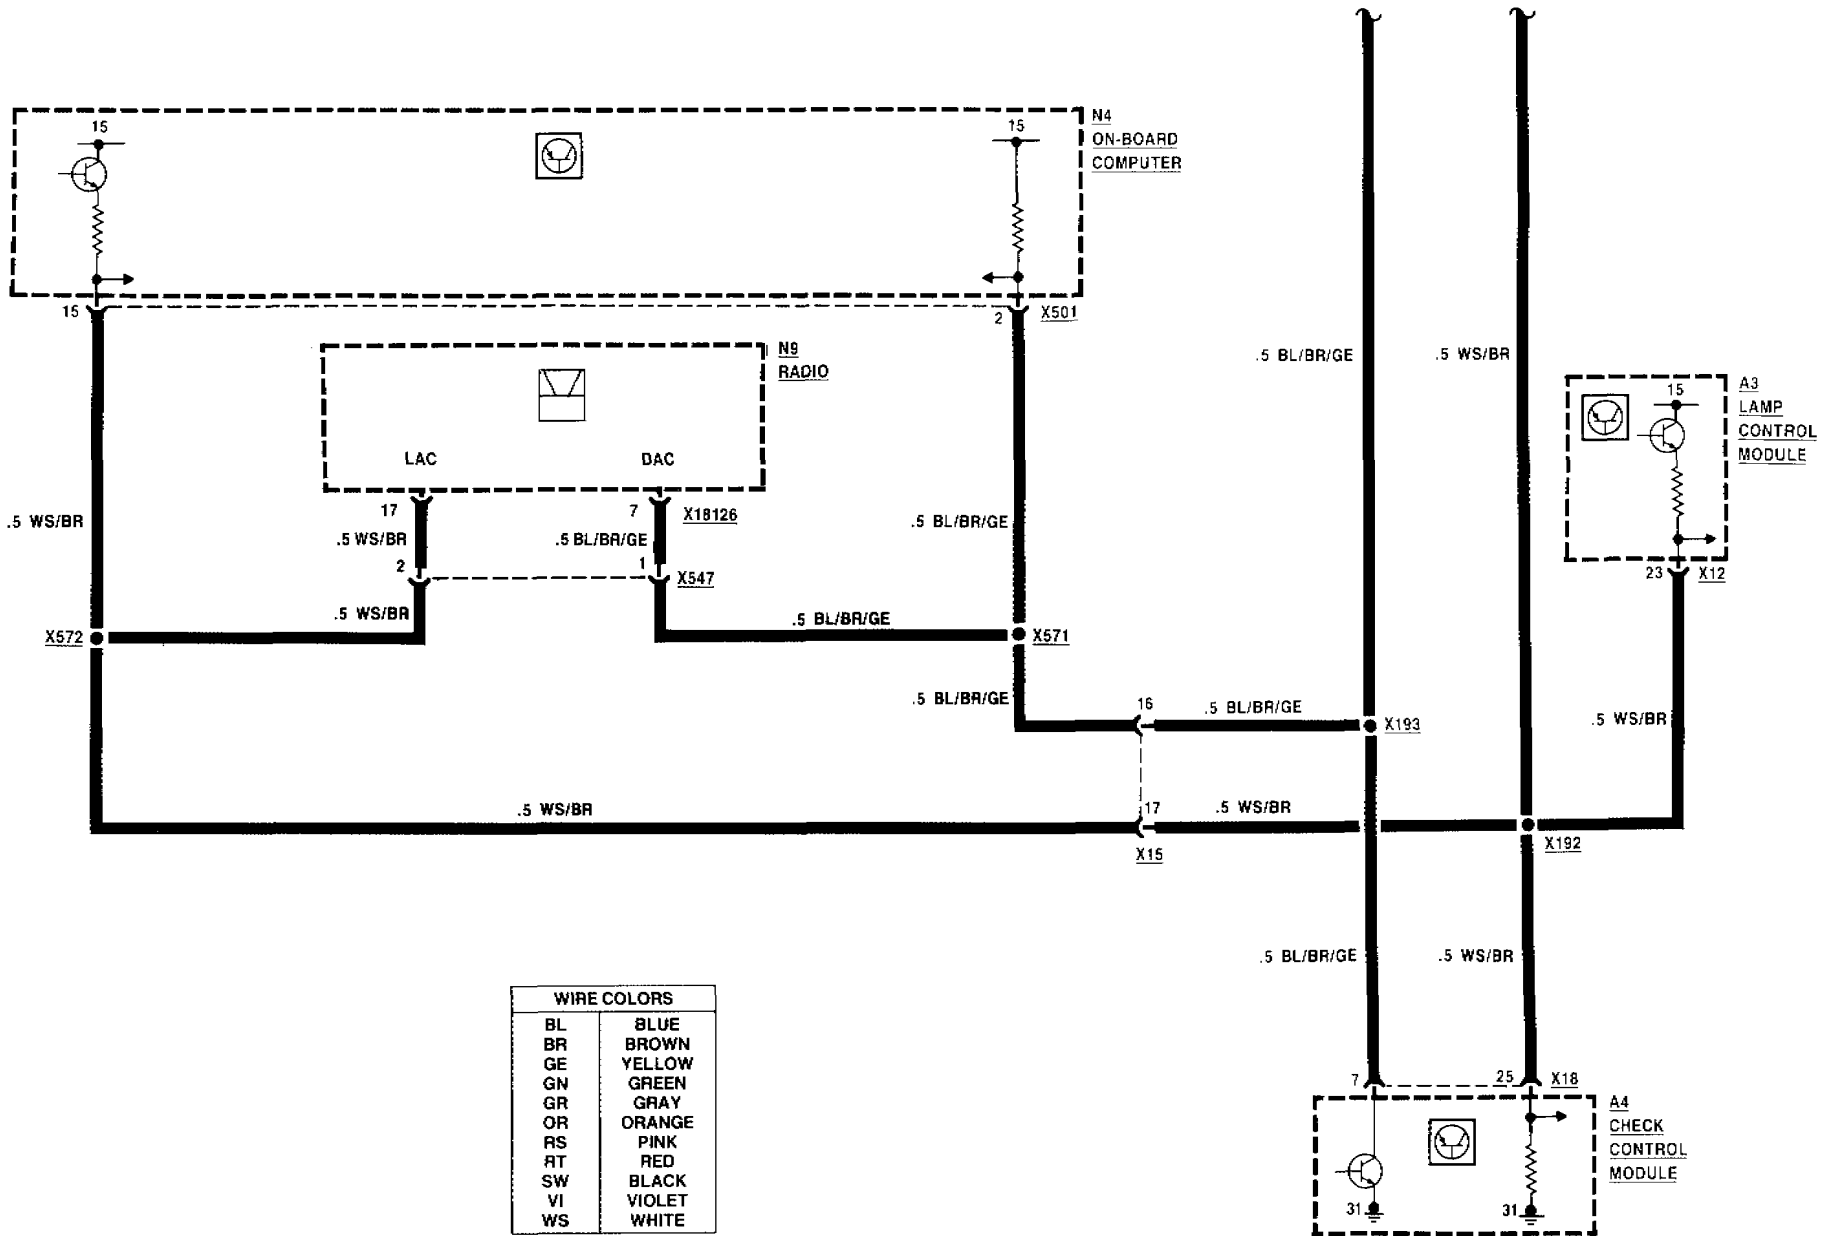 15
15
N4
ON-BOARD
COMPUTER
15
2
X501
N9
RADIO
.5 BL/BR/GE
.5 WS/BR
15
A3
LAMP
CONTROL
MODULE
LAC
DAC
17
7
X18126
.5 WS/BR
.5 BL/BR/GE
.5 WS/BR
.5 BL/BR/GE
2
1
X547
23
X12
.5 WS/BR
.5 BL/BR/GE
X572
X571
.5 BL/BR/GE
16
.5 BL/BR/GE
X193
.5 WS/BR
.5 WS/BR
17
.5 WS/BR
X15
X192
.5 BL/BR/GE
.5 WS/BR
WIRE COLORS
BL BLUE
BR BROWN
GE YELLOW
GN GREEN
GR GRAY
OR ORANGE
RS PINK
RT RED
SW BLACK
VI VIOLET
WS WHITE
7
25
X18
A4
CHECK
CONTROL
MODULE
31
31